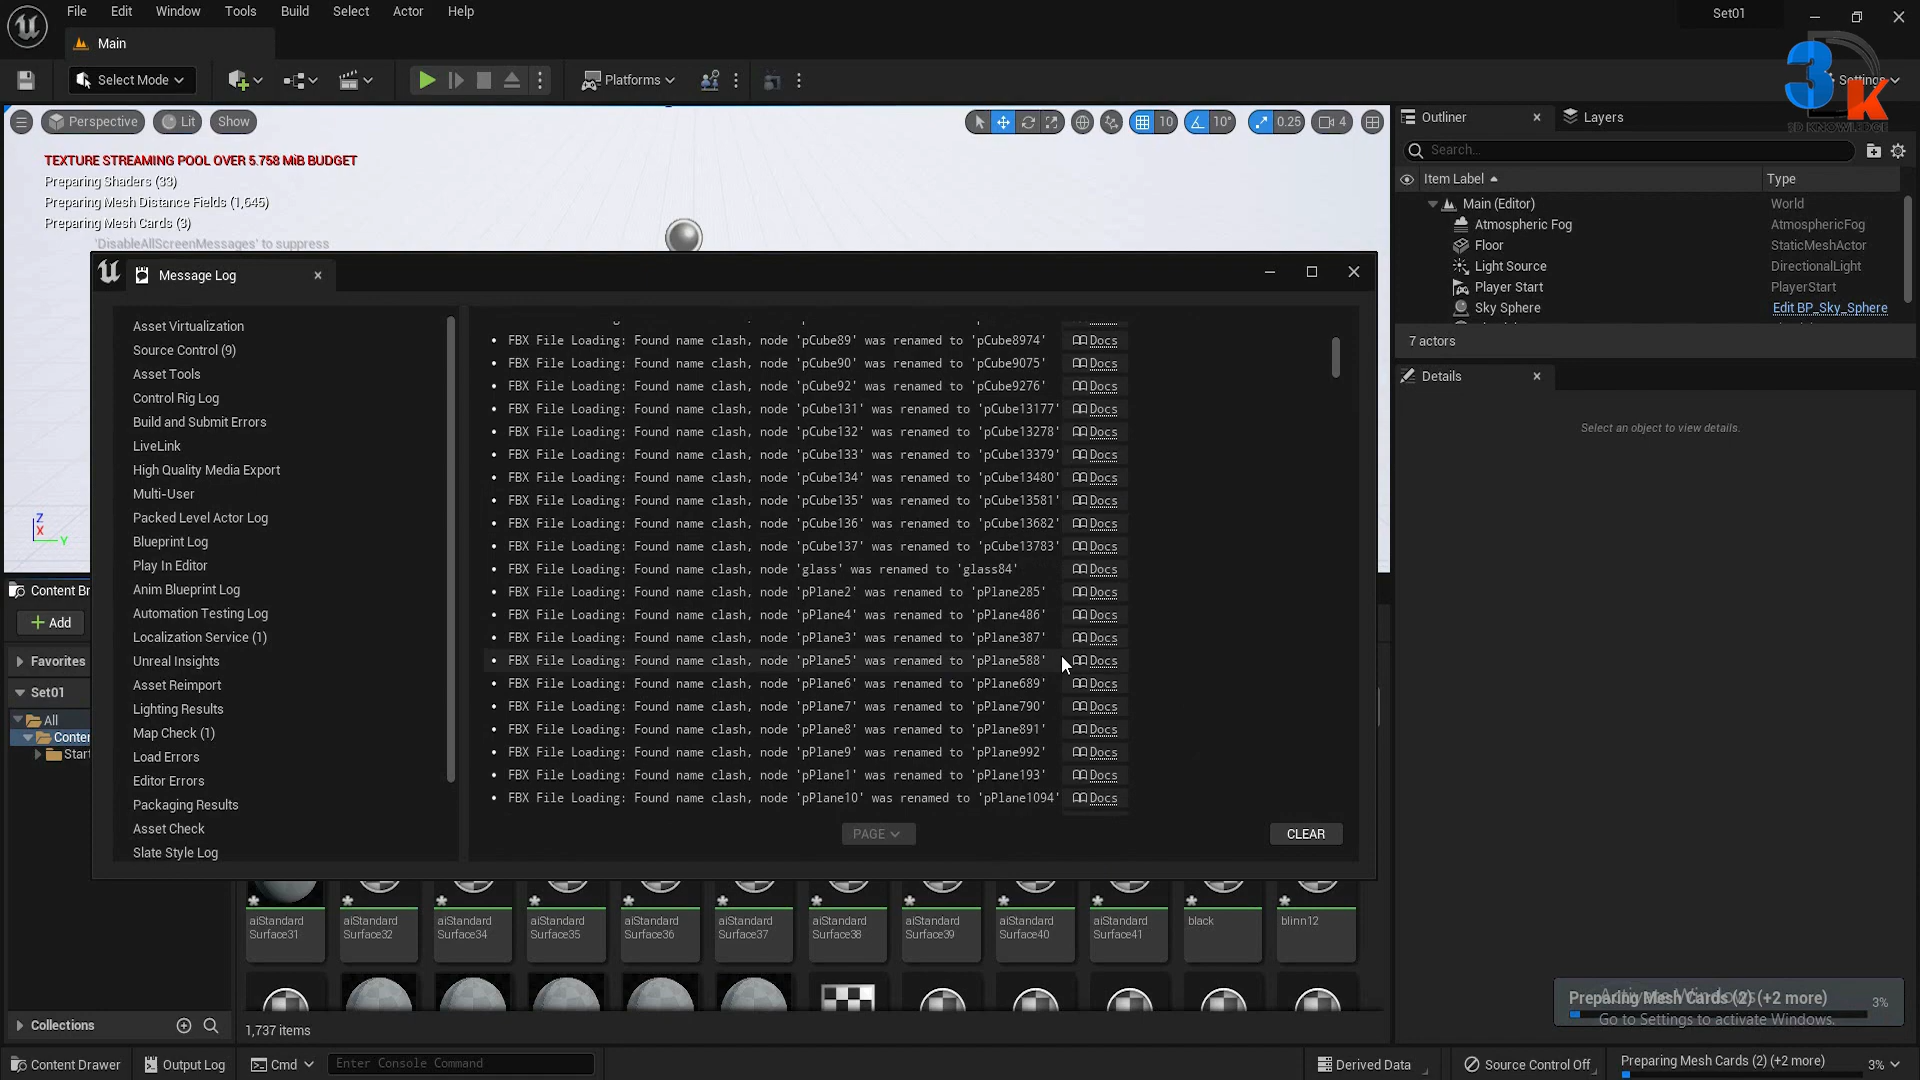 File Edit Window Tools Build Select Actor Help
Set01
Main
Select Mode
Platforms
Settings
3DK
3D KNOWLEDGE
Perspective Lit Show
10 10° 0.25 4
TEXTURE STREAMING POOL OVER 5.758 MiB BUDGET
Preparing Shaders (33)
Preparing Mesh Distance Fields (1,645)
Preparing Mesh Cards (3)
'DisableAllScreenMessages' to suppress
Outliner
Layers
Search...
Item Label Type
Main (Editor) World
Atmospheric Fog AtmosphericFog
Floor StaticMeshActor
Light Source DirectionalLight
Player Start PlayerStart
Sky Sphere Edit BP_Sky_Sphere
7 actors
Details
Select an object to view details.
Message Log
Asset Virtualization
Source Control (9)
Asset Tools
Control Rig Log
Build and Submit Errors
LiveLink
High Quality Media Export
Multi-User
Packed Level Actor Log
Blueprint Log
Play In Editor
Anim Blueprint Log
Automation Testing Log
Localization Service (1)
Unreal Insights
Asset Reimport
Lighting Results
Map Check (1)
Load Errors
Editor Errors
Packaging Results
Asset Check
Slate Style Log
FBX File Loading: Found name clash, node 'pCube89' was renamed to 'pCube8974' Docs
FBX File Loading: Found name clash, node 'pCube90' was renamed to 'pCube9075' Docs
FBX File Loading: Found name clash, node 'pCube92' was renamed to 'pCube9276' Docs
FBX File Loading: Found name clash, node 'pCube131' was renamed to 'pCube13177' Docs
FBX File Loading: Found name clash, node 'pCube132' was renamed to 'pCube13278' Docs
FBX File Loading: Found name clash, node 'pCube133' was renamed to 'pCube13379' Docs
FBX File Loading: Found name clash, node 'pCube134' was renamed to 'pCube13480' Docs
FBX File Loading: Found name clash, node 'pCube135' was renamed to 'pCube13581' Docs
FBX File Loading: Found name clash, node 'pCube136' was renamed to 'pCube13682' Docs
FBX File Loading: Found name clash, node 'pCube137' was renamed to 'pCube13783' Docs
FBX File Loading: Found name clash, node 'glass' was renamed to 'glass84' Docs
FBX File Loading: Found name clash, node 'pPlane2' was renamed to 'pPlane285' Docs
FBX File Loading: Found name clash, node 'pPlane4' was renamed to 'pPlane486' Docs
FBX File Loading: Found name clash, node 'pPlane3' was renamed to 'pPlane387' Docs
FBX File Loading: Found name clash, node 'pPlane5' was renamed to 'pPlane588' Docs
FBX File Loading: Found name clash, node 'pPlane6' was renamed to 'pPlane689' Docs
FBX File Loading: Found name clash, node 'pPlane7' was renamed to 'pPlane790' Docs
FBX File Loading: Found name clash, node 'pPlane8' was renamed to 'pPlane891' Docs
FBX File Loading: Found name clash, node 'pPlane9' was renamed to 'pPlane992' Docs
FBX File Loading: Found name clash, node 'pPlane1' was renamed to 'pPlane193' Docs
FBX File Loading: Found name clash, node 'pPlane10' was renamed to 'pPlane1094' Docs
PAGE
CLEAR
Z
X
Y
Content Br
Add
Favorites
Set01
All
Conter
Start
Collections
aiStandard Surface31
aiStandard Surface32
aiStandard Surface34
aiStandard Surface35
aiStandard Surface36
aiStandard Surface37
aiStandard Surface38
aiStandard Surface39
aiStandard Surface40
aiStandard Surface41
black
blinn12
1,737 items
Preparing Mesh Cards (2) (+2 more) 3%
Activate Windows
Go to Settings to activate Windows.
Content Drawer Output Log Cmd Enter Console Command
Derived Data Source Control Off Preparing Mesh Cards (2) (+2 more) 3%